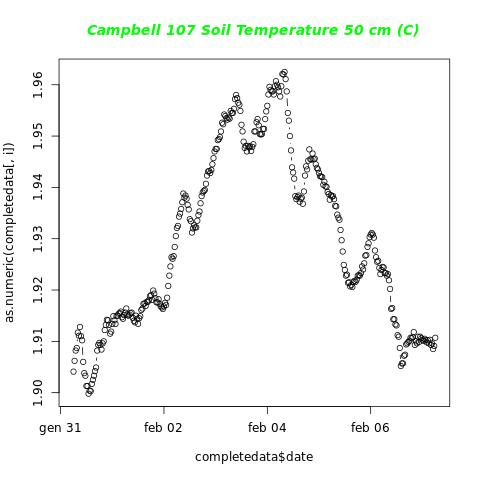 Campbell 107 Soil Temperature 50 cm (C)
as.numeric(completedata[, i])
1.96
1.95
1.94
1.93
1.92
1.91
1.90
gen 31 feb 02 feb 04 feb 06
completedata$date